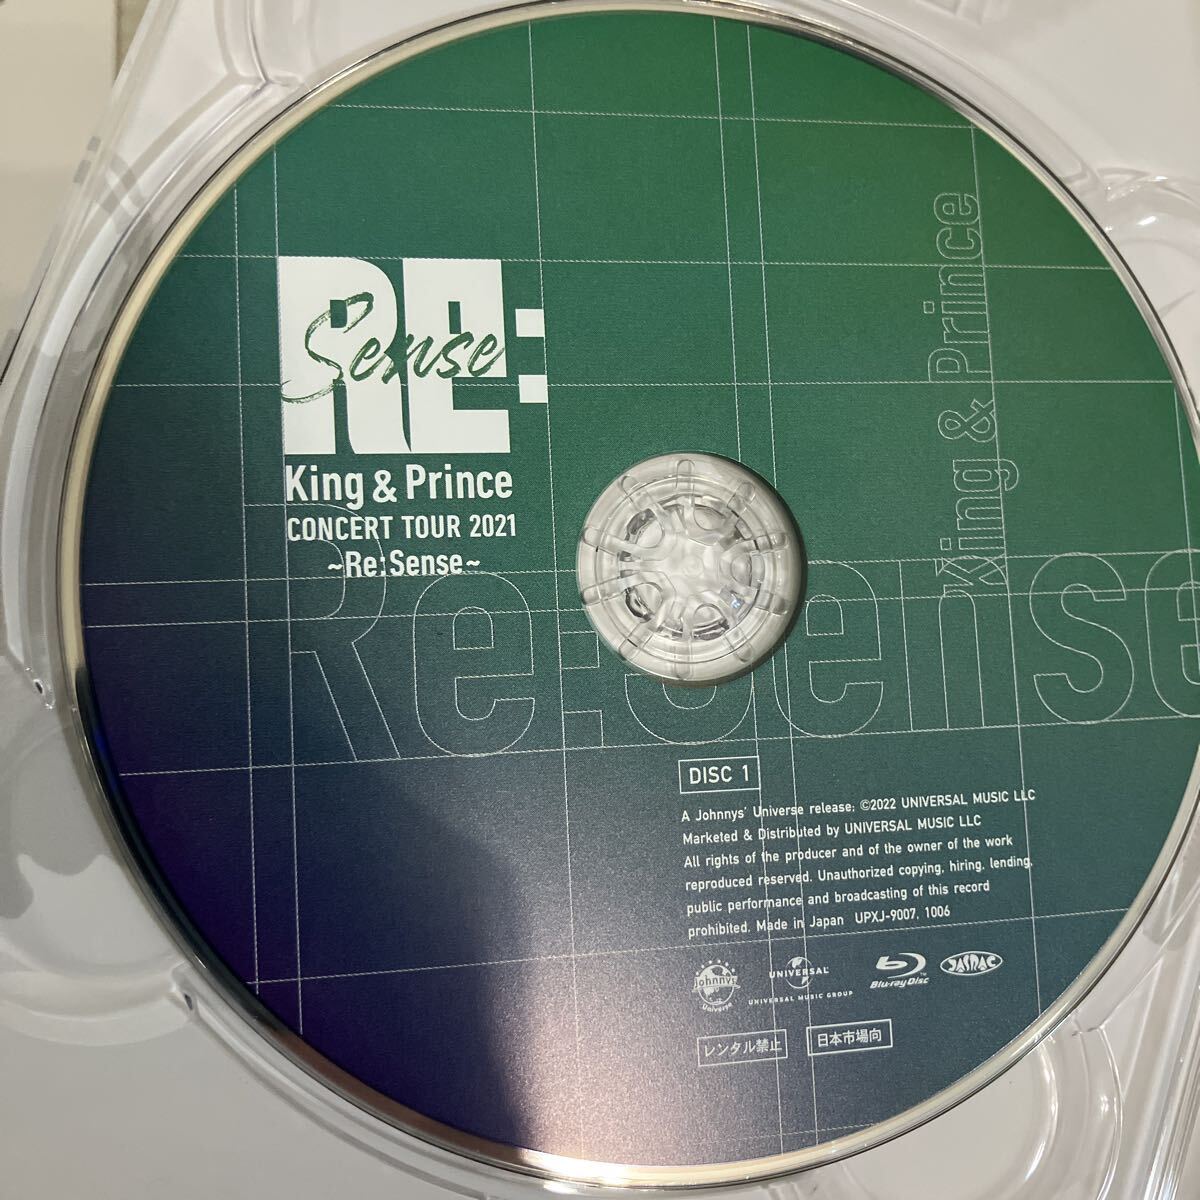 RE:
Sense
King & Prince
CONCERT TOUR 2021
~Re:Sense~
King & Prince
Re:Sense
DISC 1
A Johnnys' Universe release; ©2022 UNIVERSAL MUSIC LLC
Marketed & Distributed by UNIVERSAL MUSIC LLC
All rights of the producer and of the owner of the work
reproduced reserved. Unauthorized copying, hiring, lending,
public performance and broadcasting of this record
prohibited. Made in Japan UPXJ-9007, 1006
Johnnys'
Universe
UNIVERSAL
UNIVERSAL MUSIC GROUP
Blu-ray Disc
JASRAC
レンタル禁止
日本市場向